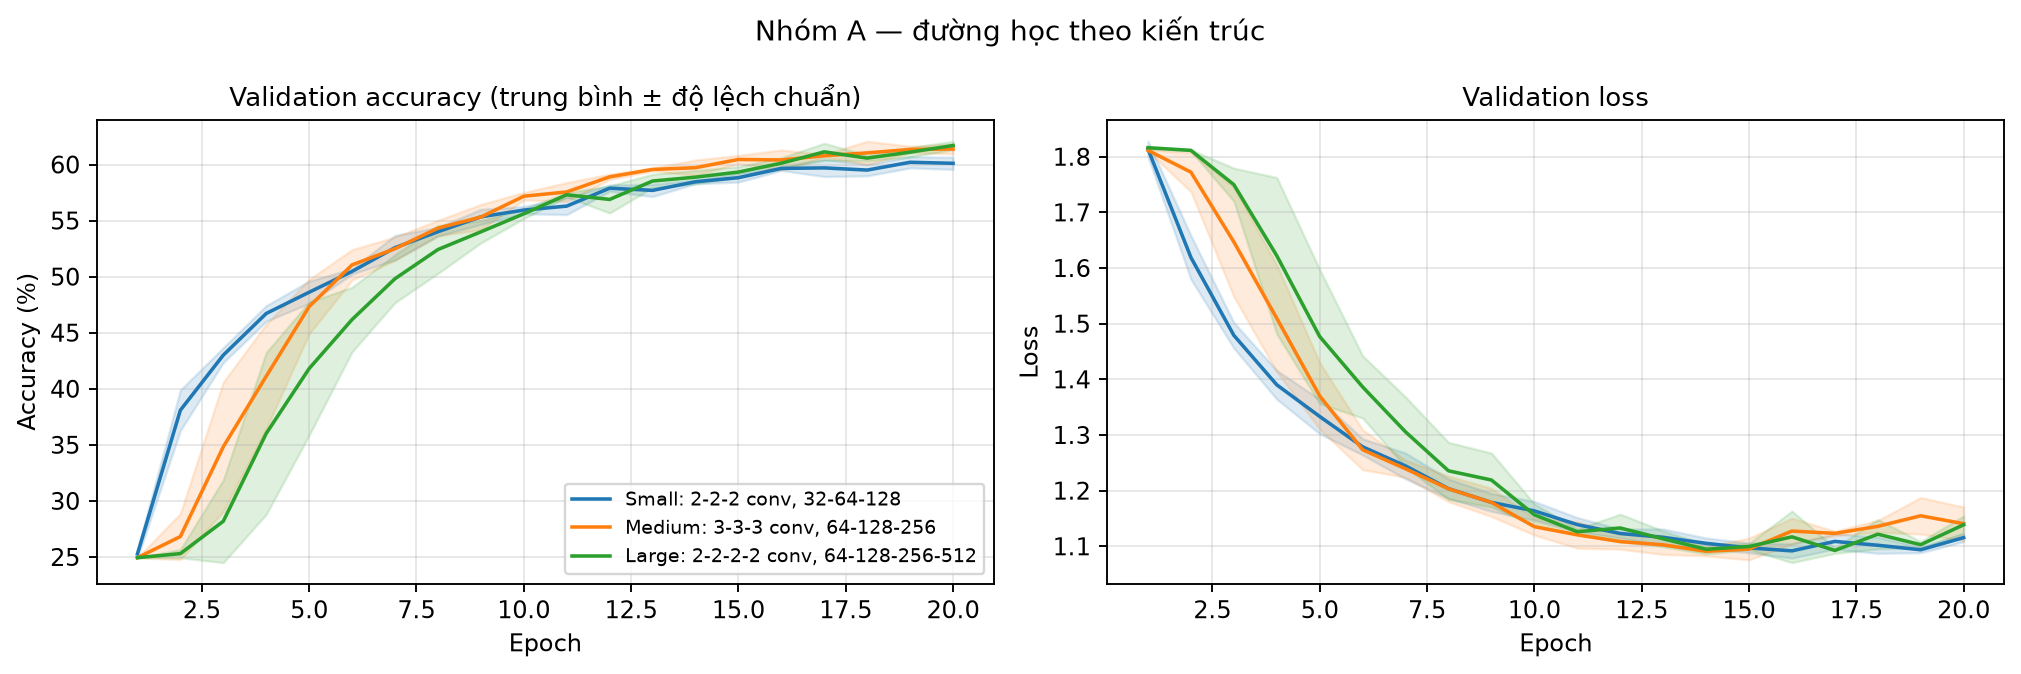 Nhóm A — đường học theo kiến trúc
Validation accuracy (trung bình ± độ lệch chuẩn)
Accuracy (%)
60
55
50
45
40
35
30
25
Small: 2-2-2 conv, 32-64-128
Medium: 3-3-3 conv, 64-128-256
Large: 2-2-2-2 conv, 64-128-256-512
2.5 5.0 7.5 10.0 12.5 15.0 17.5 20.0
Epoch
Validation loss
Loss
1.8
1.7
1.6
1.5
1.4
1.3
1.2
1.1
2.5 5.0 7.5 10.0 12.5 15.0 17.5 20.0
Epoch